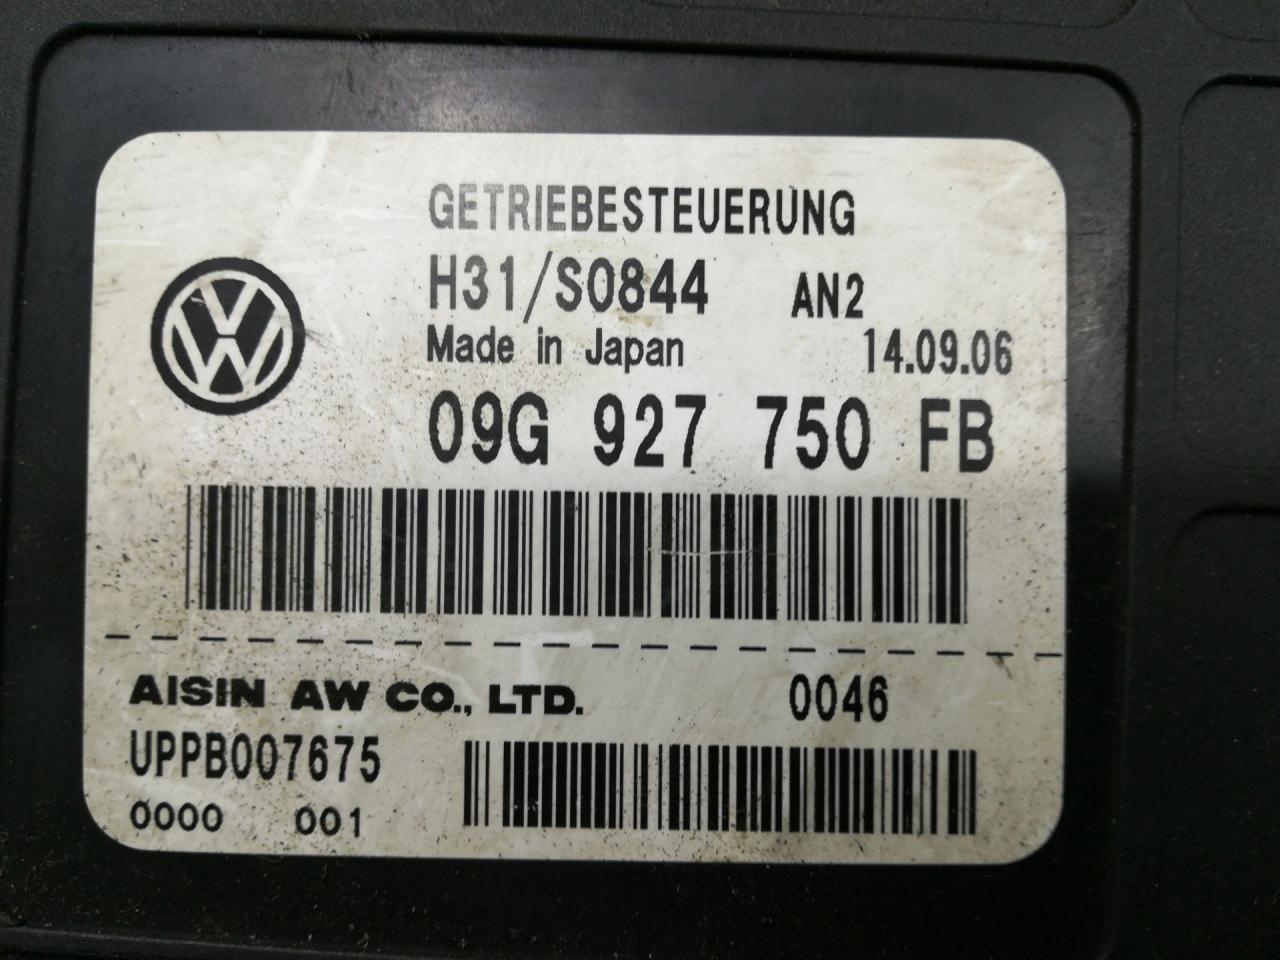 GETRIEBESTEUERUNG
H31/S0844 AN2
Made in Japan 14.09.06
09G 927 750 FB
AISIN AW CO., LTD. 0046
UPPB007675
0000 001